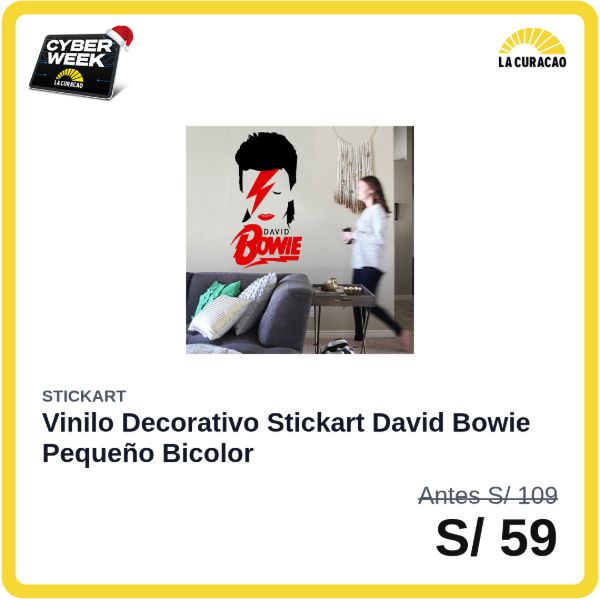 CYBER
WEEK
LA CURACAO
LA CURACAO
DAVID
BOWIE
STICKART
Vinilo Decorativo Stickart David Bowie
Pequeño Bicolor
Antes S/ 109
S/ 59